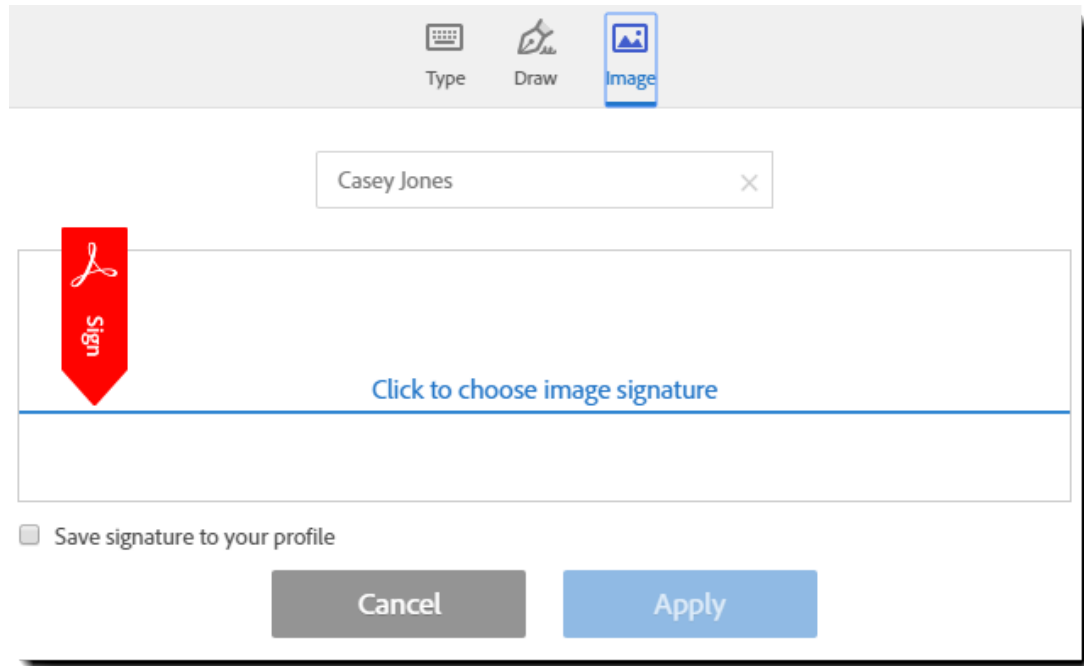 Type Draw Image
Casey Jones
Sign
Click to choose image signature
Save signature to your profile
Cancel Apply